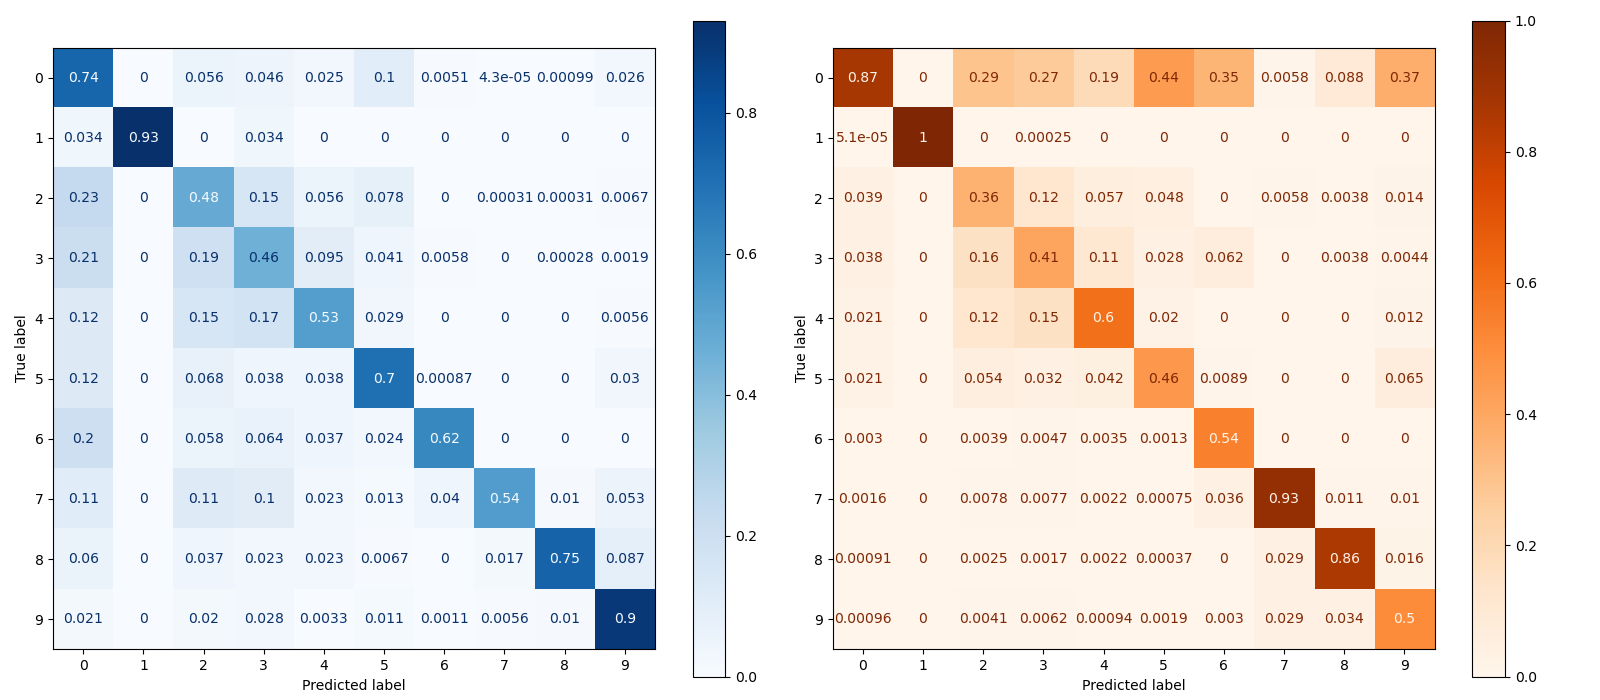 0 0.74 0 0.056 0.046 0.025 0.1 0.0051 4.3e-05 0.00099 0.026
1 0.034 0.93 0 0.034 0 0 0 0 0 0
2 0.23 0 0.48 0.15 0.056 0.078 0 0.00031 0.00031 0.0067
3 0.21 0 0.19 0.46 0.095 0.041 0.0058 0 0.00028 0.0019
4 0.12 0 0.15 0.17 0.53 0.029 0 0 0 0.0056
5 0.12 0 0.068 0.038 0.038 0.7 0.00087 0 0 0.03
6 0.2 0 0.058 0.064 0.037 0.024 0.62 0 0 0
7 0.11 0 0.11 0.1 0.023 0.013 0.04 0.54 0.01 0.053
8 0.06 0 0.037 0.023 0.023 0.0067 0 0.017 0.75 0.087
9 0.021 0 0.02 0.028 0.0033 0.011 0.0011 0.0056 0.01 0.9
0 1 2 3 4 5 6 7 8 9
True label
Predicted label
0.8
0.6
0.4
0.2
0.0
0 0.87 0 0.29 0.27 0.19 0.44 0.35 0.0058 0.088 0.37
1 5.1e-05 1 0 0.00025 0 0 0 0 0 0
2 0.039 0 0.36 0.12 0.057 0.048 0 0.0058 0.0038 0.014
3 0.038 0 0.16 0.41 0.11 0.028 0.062 0 0.0038 0.0044
4 0.021 0 0.12 0.15 0.6 0.02 0 0 0 0.012
5 0.021 0 0.054 0.032 0.042 0.46 0.0089 0 0 0.065
6 0.003 0 0.0039 0.0047 0.0035 0.0013 0.54 0 0 0
7 0.0016 0 0.0078 0.0077 0.0022 0.00075 0.036 0.93 0.011 0.01
8 0.00091 0 0.0025 0.0017 0.0022 0.00037 0 0.029 0.86 0.016
9 0.00096 0 0.0041 0.0062 0.00094 0.0019 0.003 0.029 0.034 0.5
0 1 2 3 4 5 6 7 8 9
True label
Predicted label
1.0
0.8
0.6
0.4
0.2
0.0